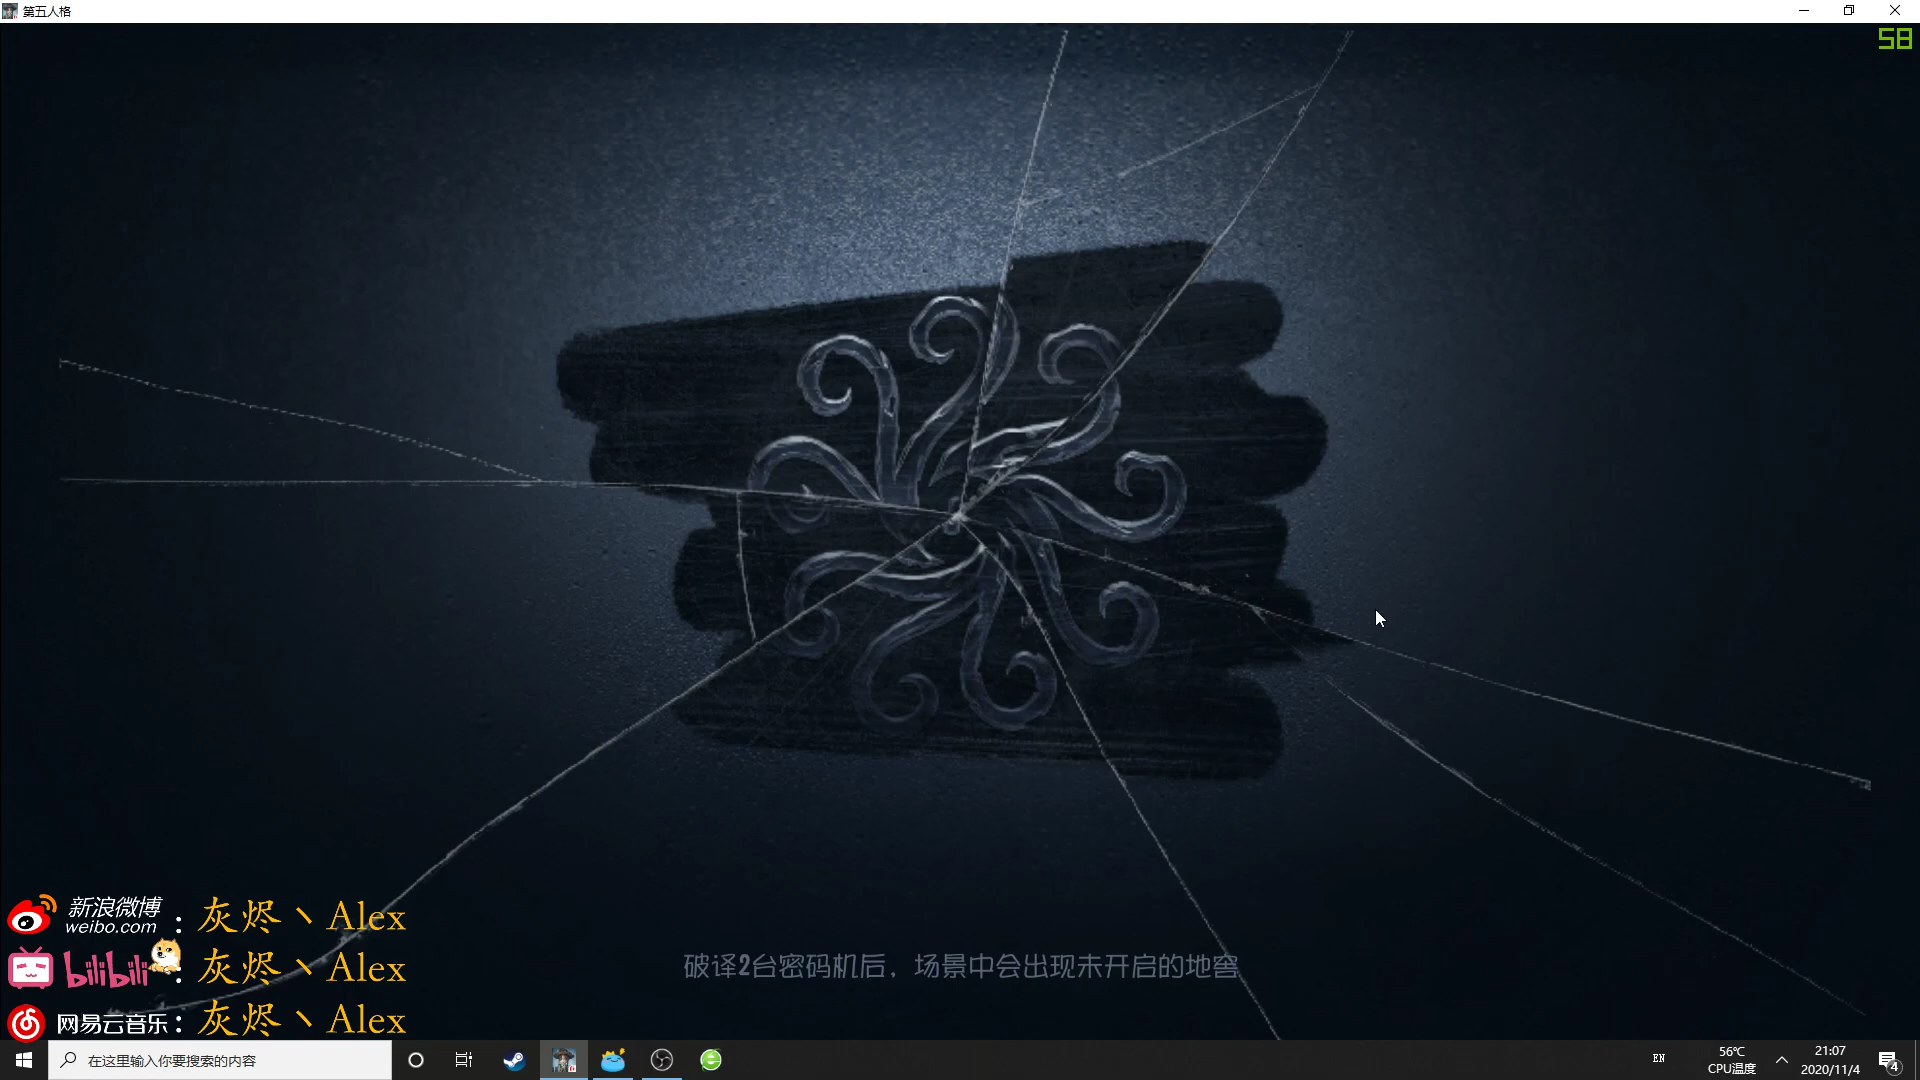 第五人格
58
新浪微博
weibo.com : 灰烬丶Alex
bilibili : 灰烬丶Alex
网易云音乐 : 灰烬丶Alex
破译2台密码机后，场景中会出现未开启的地窖
在这里输入你要搜索的内容
EN
56℃
CPU温度
21:07
2020/11/4
4